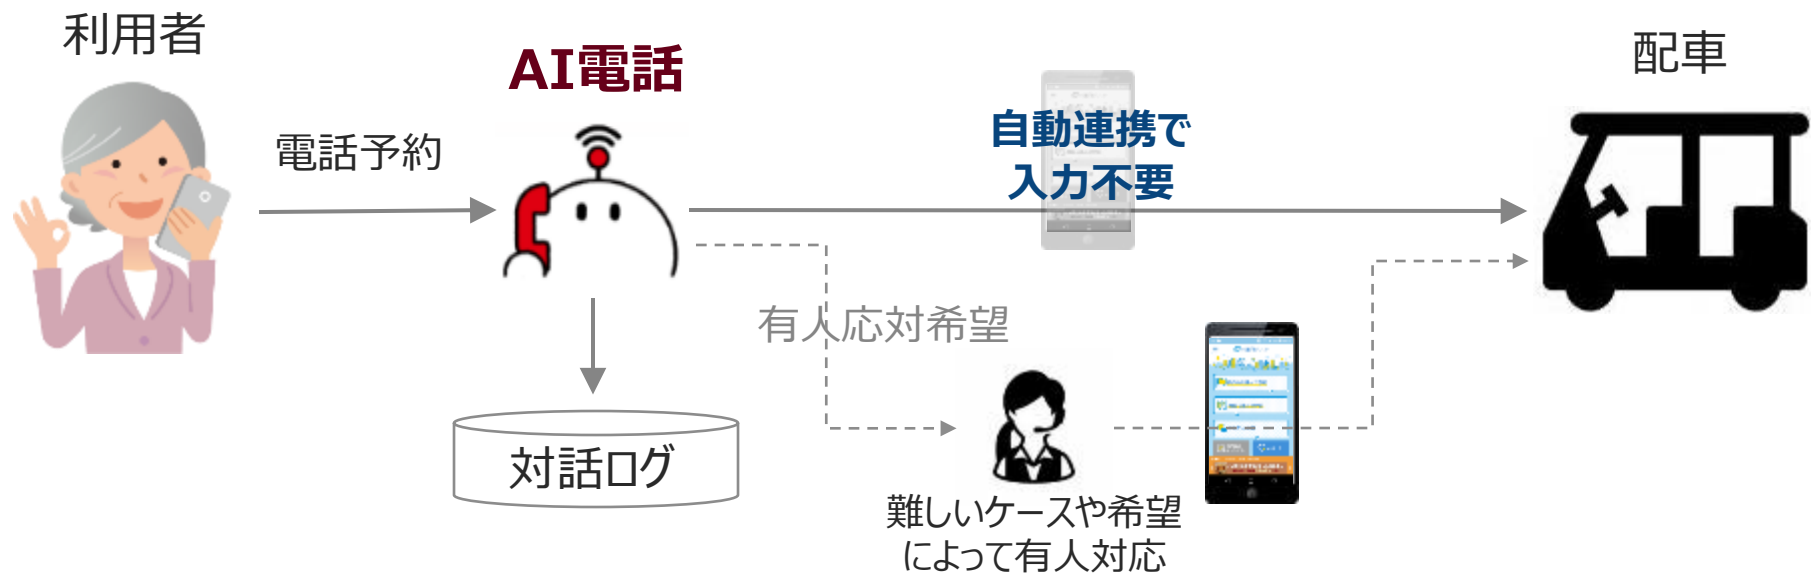 利用者
AI電話
配車
電話予約
自動連携で
入力不要
有人応対希望
対話ログ
難しいケースや希望
によって有人対応